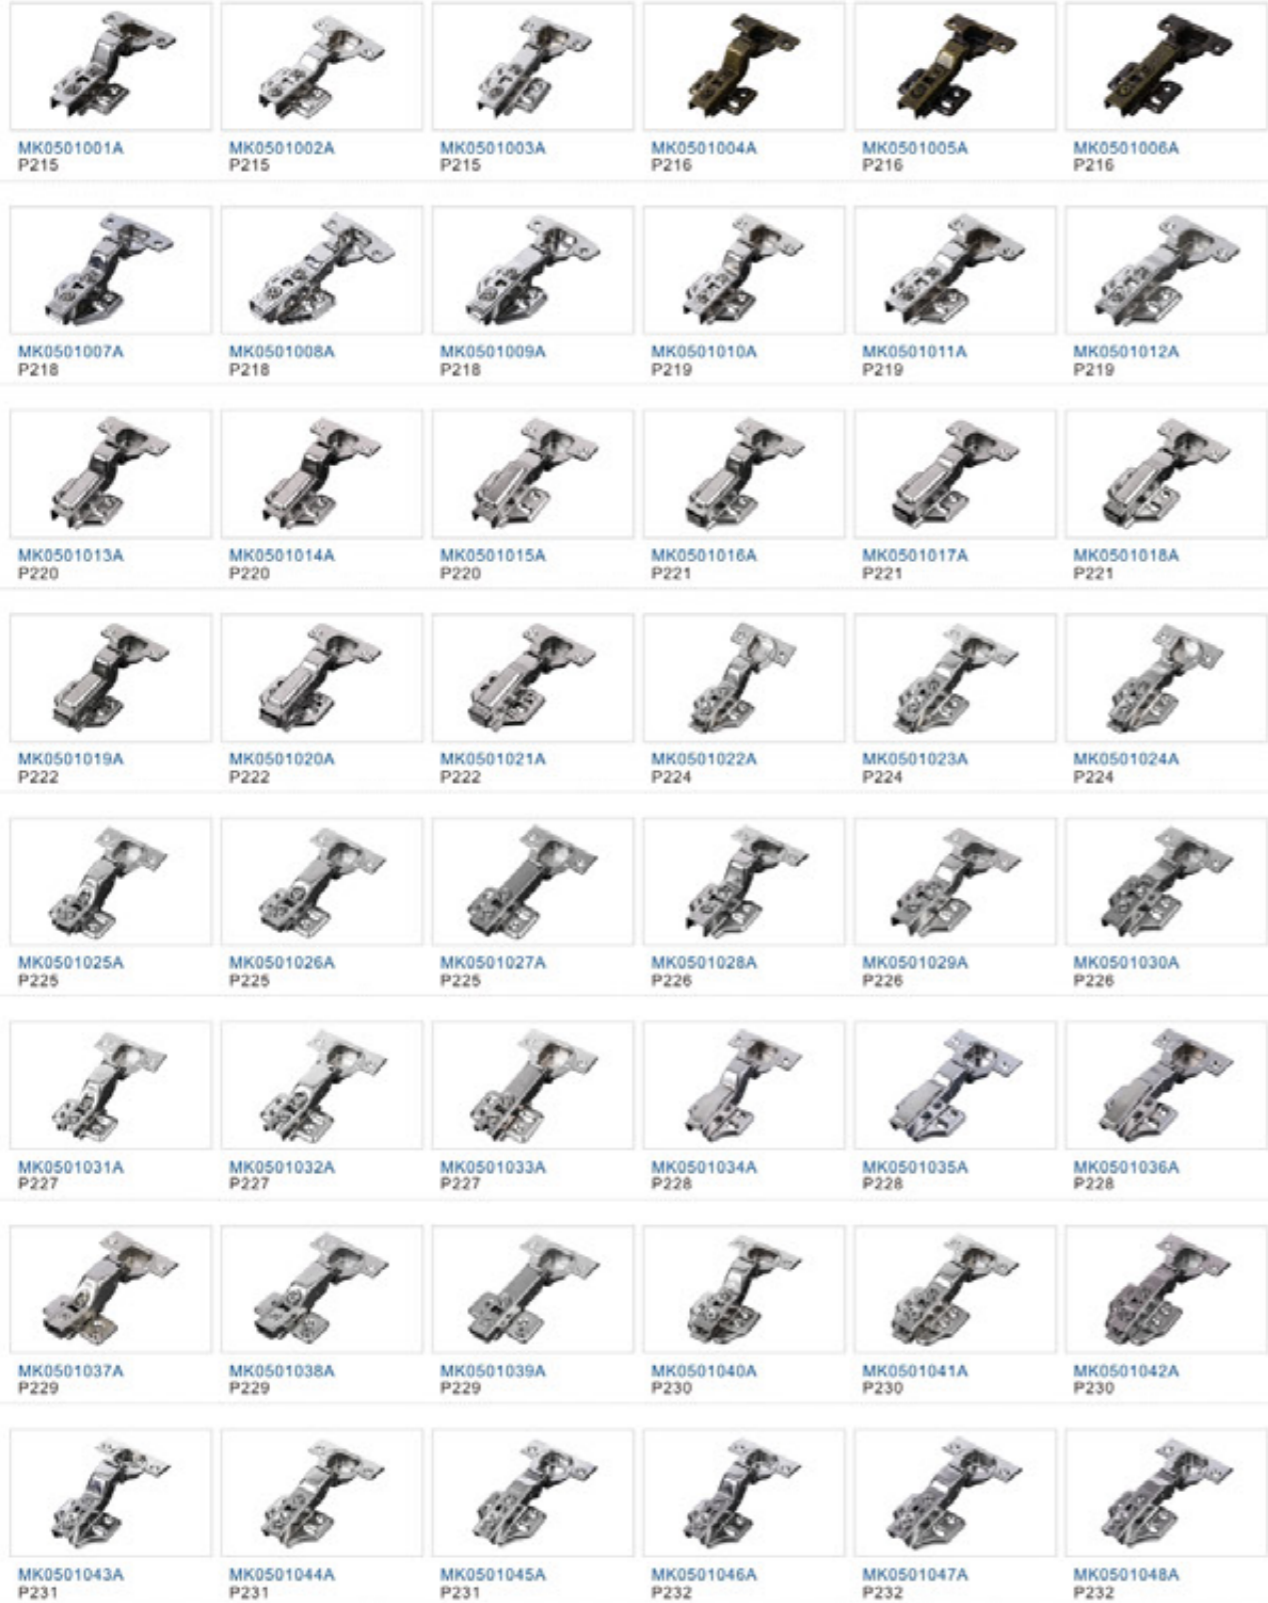 MK0501001A MK0501002A MK0501003A MK0501004A MK0501005A MK0501006A
P215 P215 P215 P216 P216 P216
MK0501007A MK0501008A MK0501009A MK0501010A MK0501011A MK0501012A
P218 P218 P218 P219 P219 P219
MK0501013A MK0501014A MK0501015A MK0501016A MK0501017A MK0501018A
P220 P220 P220 P221 P221 P221
MK0501019A MK0501020A MK0501021A MK0501022A MK0501023A MK0501024A
P222 P222 P222 P224 P224 P224
MK0501025A MK0501026A MK0501027A MK0501028A MK0501029A MK0501030A
P225 P225 P225 P226 P226 P226
MK0501031A MK0501032A MK0501033A MK0501034A MK0501035A MK0501036A
P227 P227 P227 P228 P228 P228
MK0501037A MK0501038A MK0501039A MK0501040A MK0501041A MK0501042A
P229 P229 P229 P230 P230 P230
MK0501043A MK0501044A MK0501045A MK0501046A MK0501047A MK0501048A
P231 P231 P231 P232 P232 P232